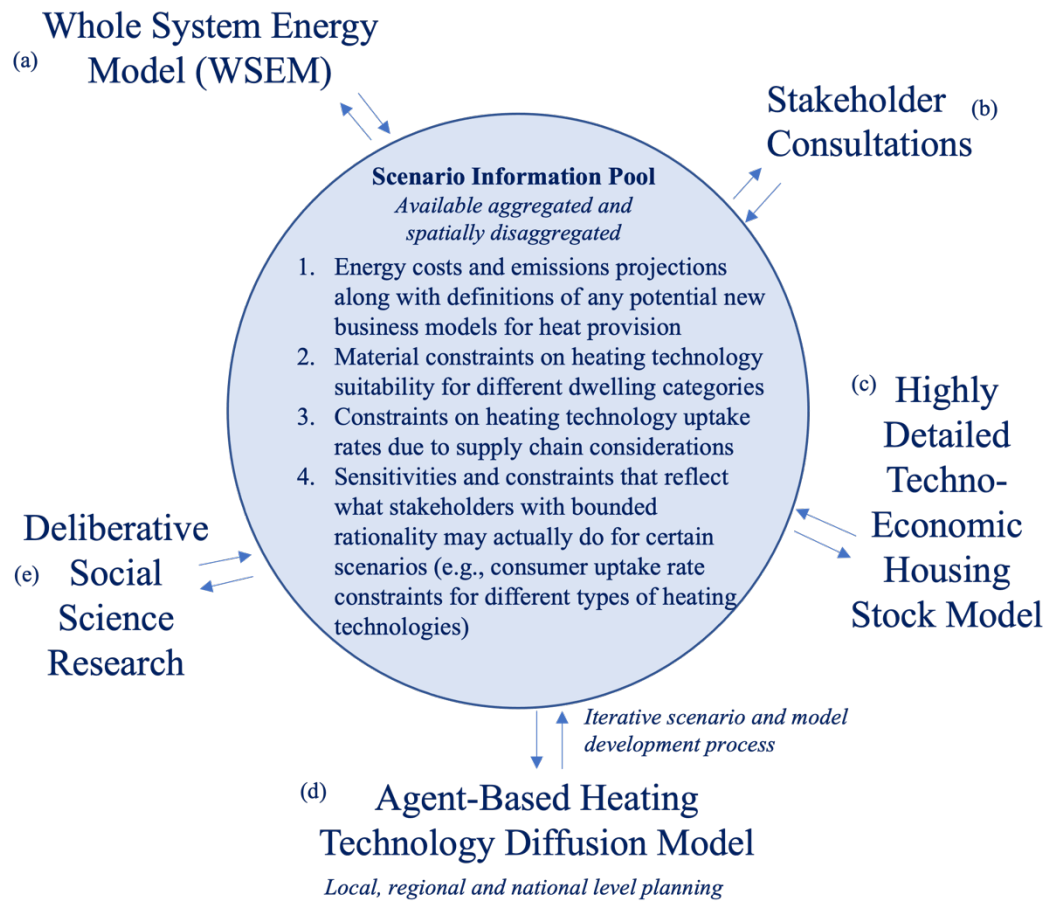 Whole System Energy
(a) Model (WSEM)
Stakeholder (b)
Consultations
Scenario Information Pool
Available aggregated and
spatially disaggregated
1. Energy costs and emissions projections
along with definitions of any potential new
business models for heat provision
2. Material constraints on heating technology
suitability for different dwelling categories
3. Constraints on heating technology uptake
rates due to supply chain considerations
4. Sensitivities and constraints that reflect
what stakeholders with bounded
rationality may actually do for certain
scenarios (e.g., consumer uptake rate
constraints for different types of heating
technologies)
(c) Highly
Detailed
Techno-
Economic
Housing
Stock Model
Deliberative
(e) Social
Science
Research
Iterative scenario and model
development process
(d) Agent-Based Heating
Technology Diffusion Model
Local, regional and national level planning